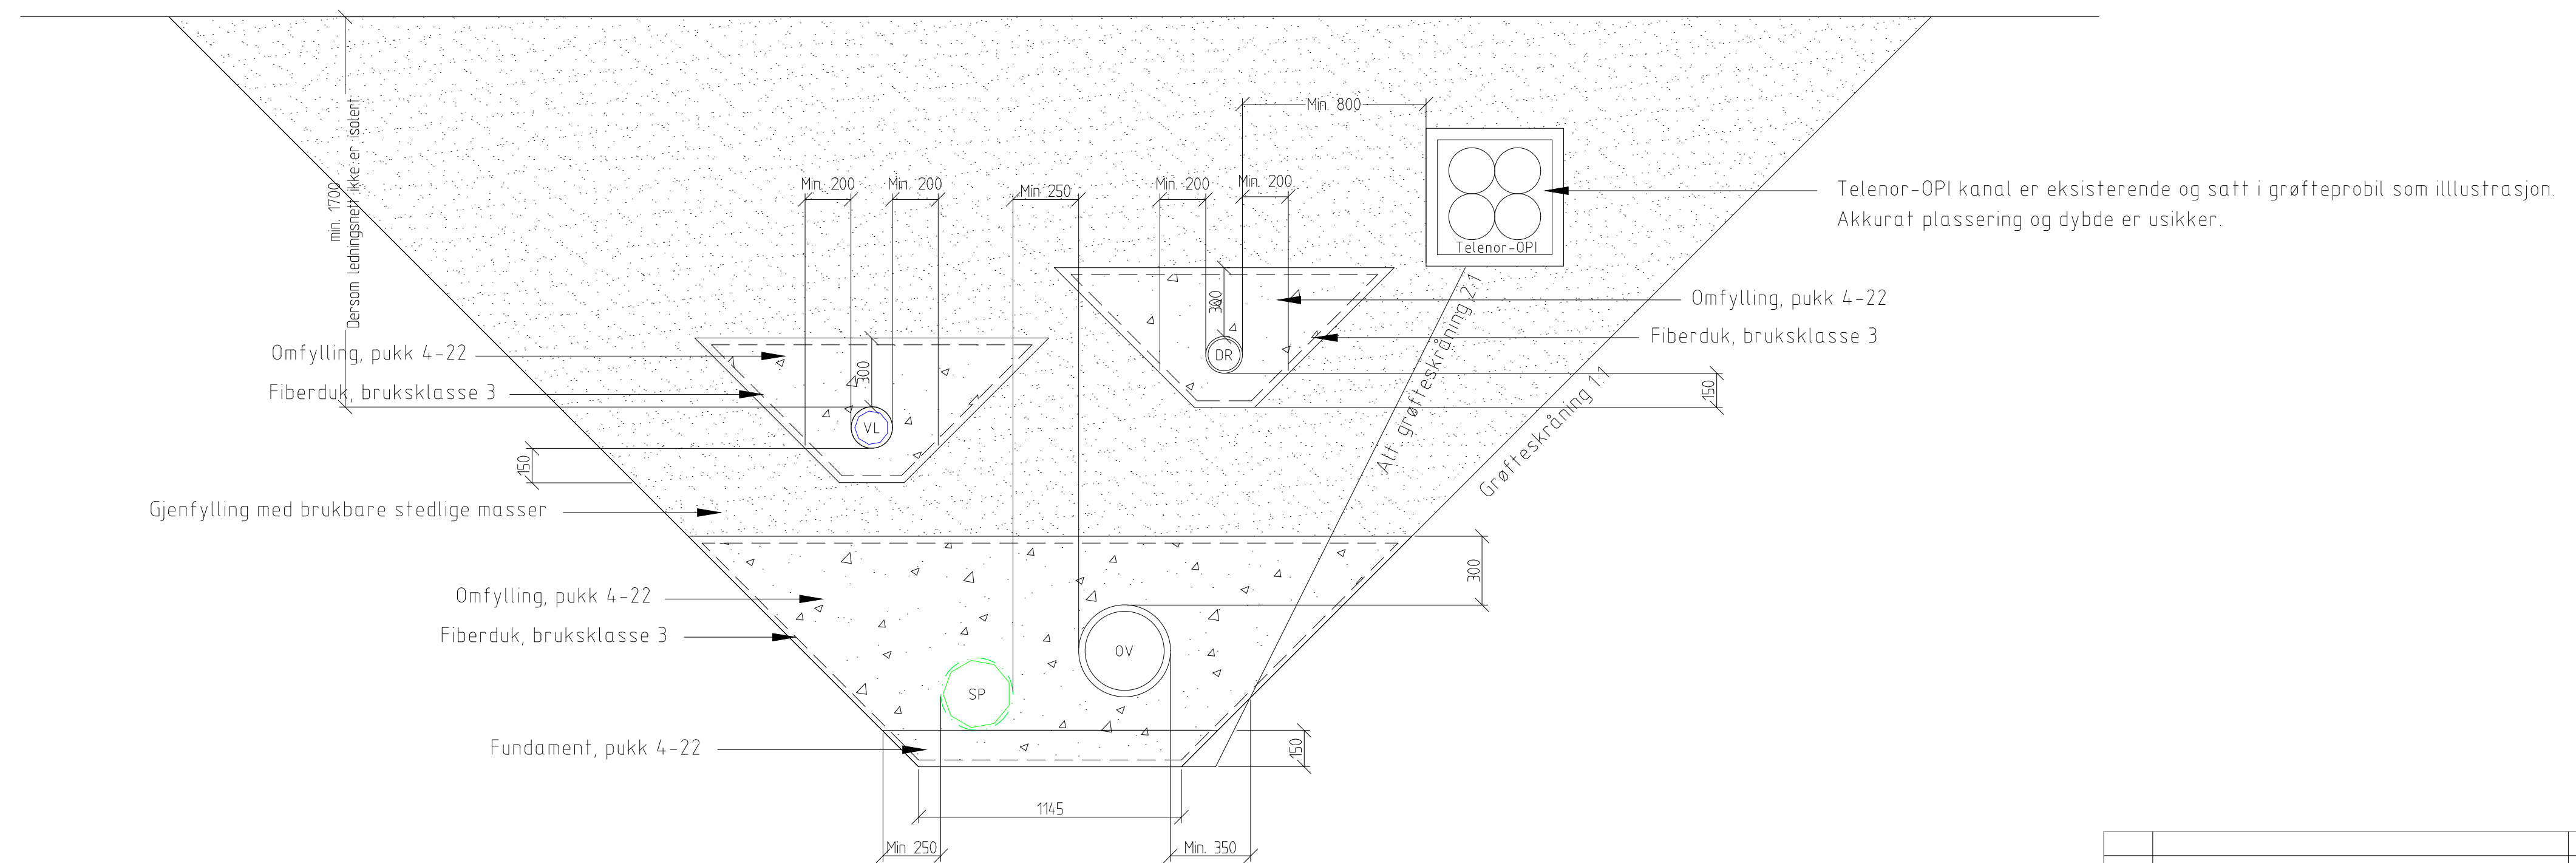 Min. 800
Min. 200
Min. 200
Min 250
Min. 200
Min. 200
min. 1700
Dersom ledningsnett ikke er isolert
Telenor-OPI kanal er eksisterende og satt i grøfteprobil som illlustrasjon.
Akkurat plassering og dybde er usikker.
Telenor-OPI
Omfylling, pukk 4-22
Fiberduk, bruksklasse 3
300
DR
150
Alt. grøfteskråning 2:1
Grøfteskråning 1:1
Omfylling, pukk 4-22
Fiberduk, bruksklasse 3
300
VL
150
Gjenfylling med brukbare stedlige masser
300
Omfylling, pukk 4-22
Fiberduk, bruksklasse 3
OV
SP
Fundament, pukk 4-22
150
1145
Min 250
Min. 350